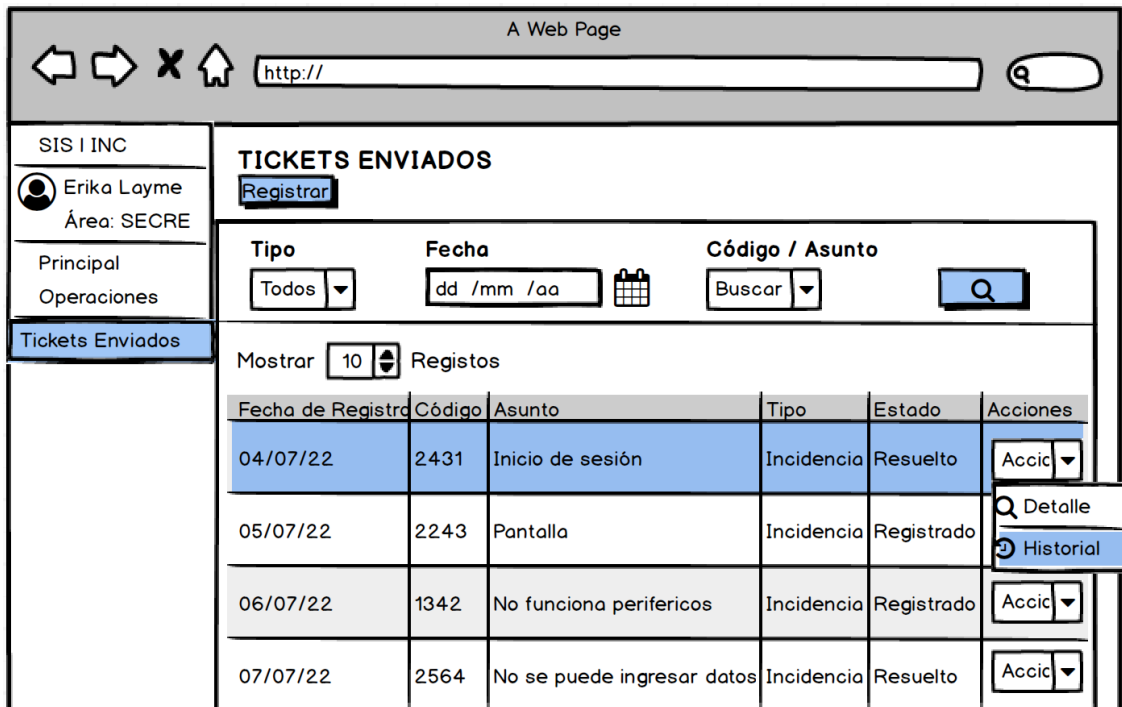 A Web Page
http://
SIS I INC
Erika Layme
Área: SECRE
Principal
Operaciones
Tickets Enviados
TICKETS ENVIADOS
Registrar
Tipo Fecha Código / Asunto
Todos dd /mm /aa Buscar
Mostrar 10 Registos
Fecha de Registro Código Asunto Tipo Estado Acciones
04/07/22 2431 Inicio de sesión Incidencia Resuelto Accic
Detalle
05/07/22 2243 Pantalla Incidencia Registrado
Historial
06/07/22 1342 No funciona perifericos Incidencia Registrado Accic
07/07/22 2564 No se puede ingresar datos Incidencia Resuelto Accic